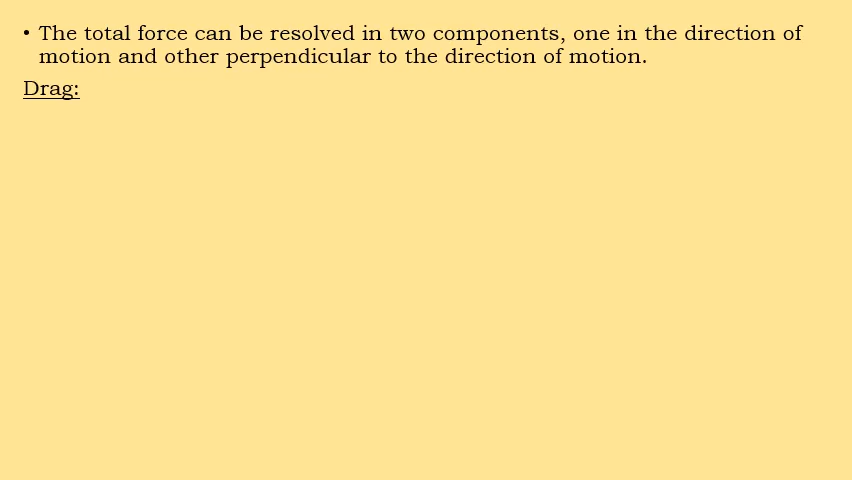 • The total force can be resolved in two components, one in the direction of
motion and other perpendicular to the direction of motion.
Drag: